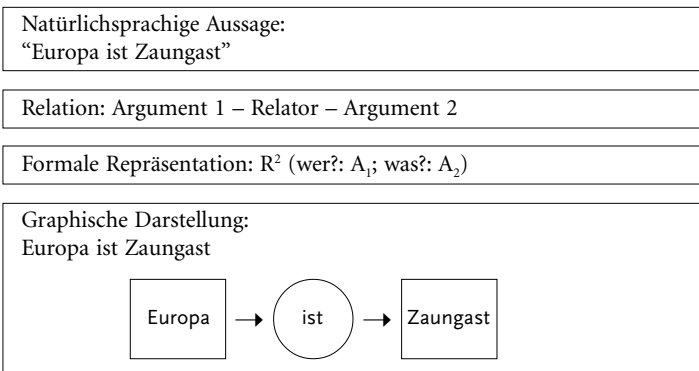 Natürlichsprachige Aussage:
“Europa ist Zaungast”
Relation: Argument 1 – Relator – Argument 2
Formale Repräsentation: R² (wer?: A₁; was?: A₂)
Graphische Darstellung:
Europa ist Zaungast
Europa ist Zaungast